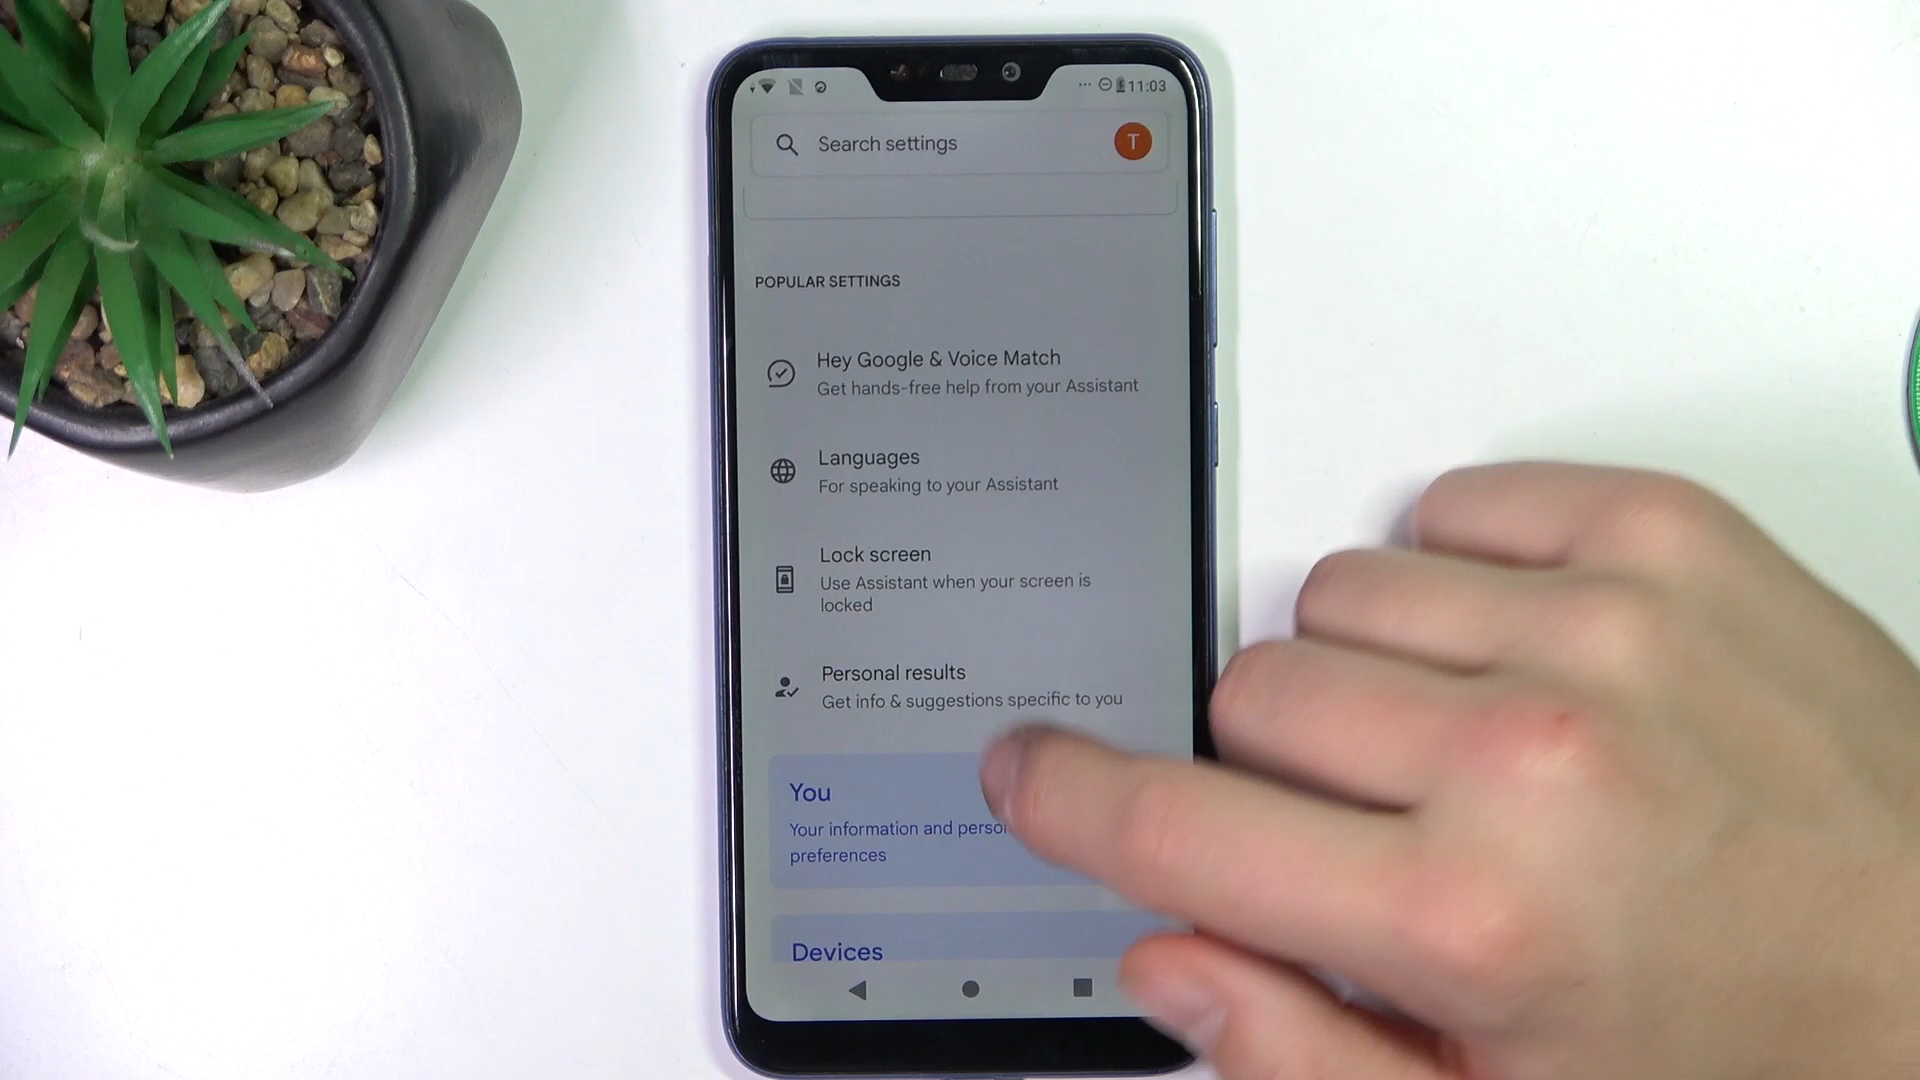 11:03
Search settings
T
POPULAR SETTINGS
Hey Google & Voice Match
Get hands-free help from your Assistant
Languages
For speaking to your Assistant
Lock screen
Use Assistant when your screen is
locked
Personal results
Get info & suggestions specific to you
You
Your information and
preferences
Devices